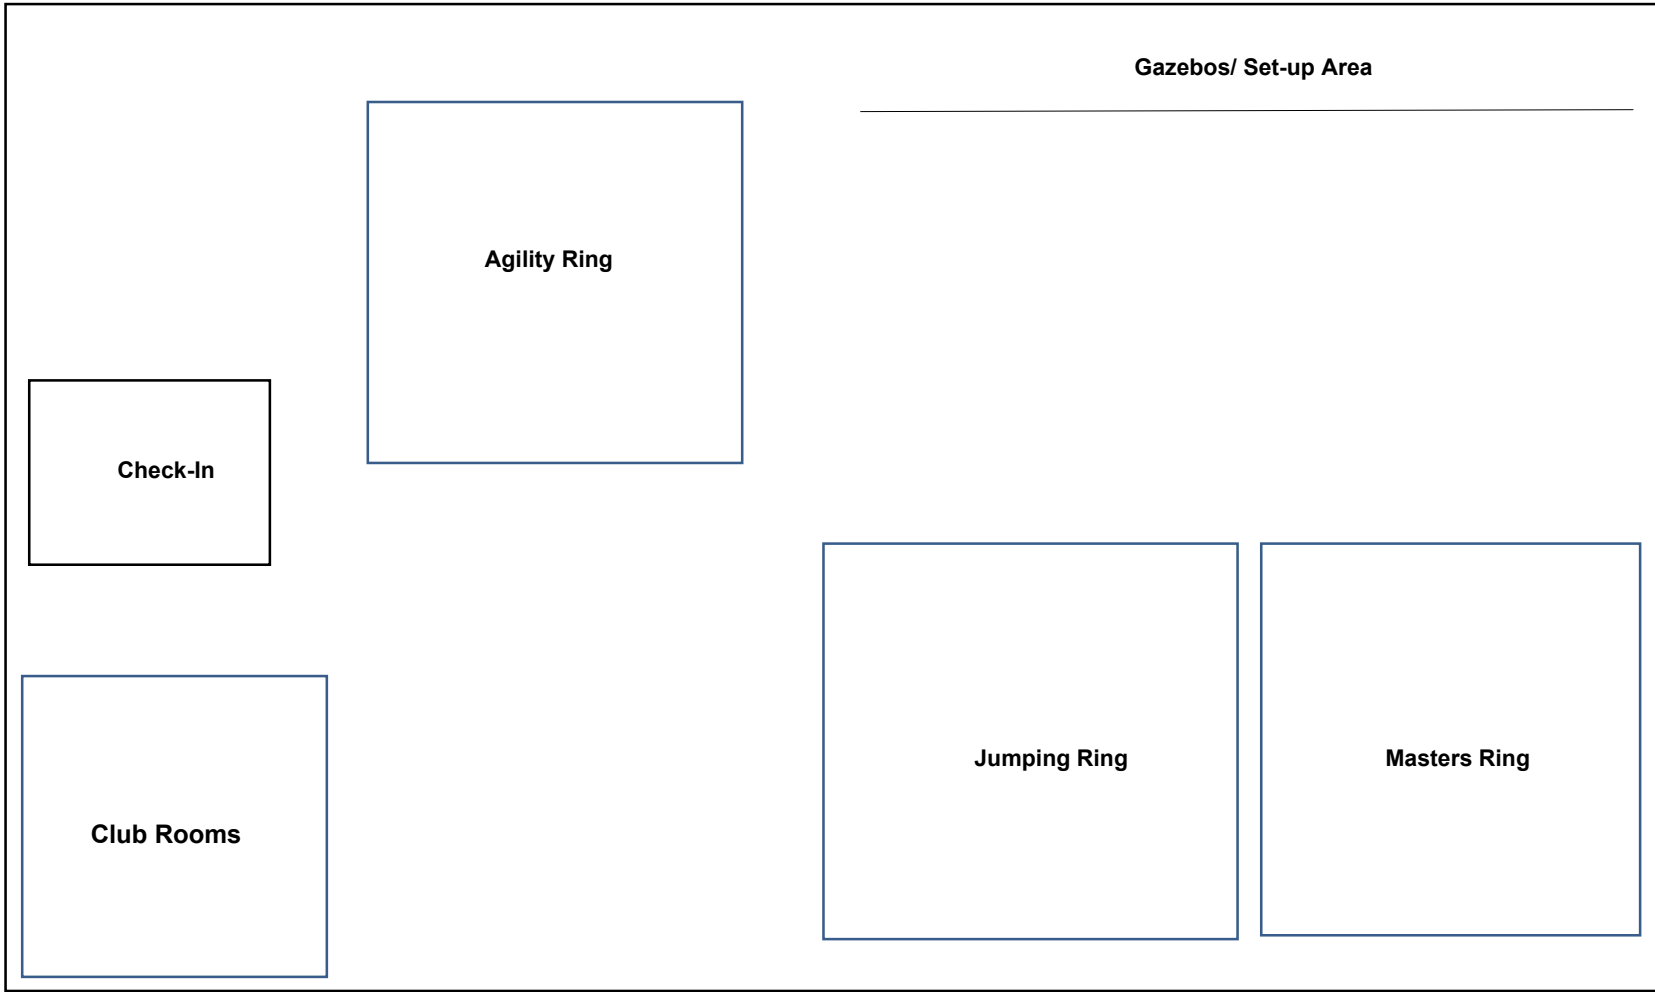 Gazebos/ Set-up Area
Agility Ring
Check-In
Jumping Ring
Masters Ring
Club Rooms